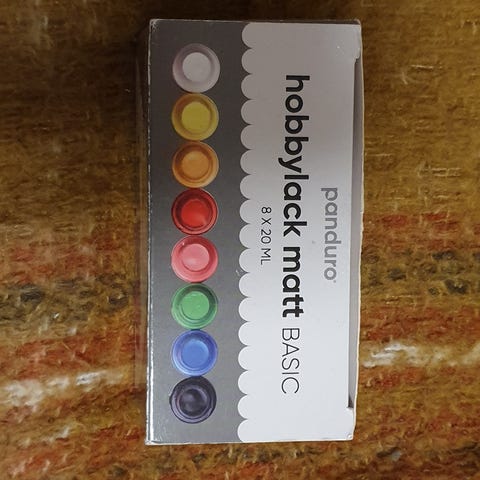 panduro
hobbylack matt BASIC
8 X 20 ML